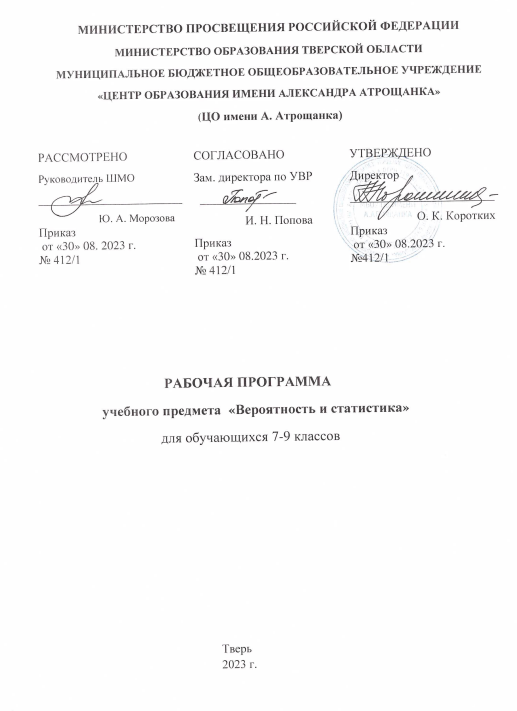 МИНИСТЕРСТВО ПРОСВЕЩЕНИЯ РОССИЙСКОЙ ФЕДЕРАЦИИ
МИНИСТЕРСТВО ОБРАЗОВАНИЯ ТВЕРСКОЙ ОБЛАСТИ
МУНИЦИПАЛЬНОЕ БЮДЖЕТНОЕ ОБЩЕОБРАЗОВАТЕЛЬНОЕ УЧРЕЖДЕНИЕ
«ЦЕНТР ОБРАЗОВАНИЯ ИМЕНИ АЛЕКСАНДРА АТРОЩАНКА»
(ЦО имени А. Атрощанка)
РАССМОТРЕНО
Руководитель ШМО
Ю. А. Морозова
Приказ
от «30» 08. 2023 г.
№ 412/1
СОГЛАСОВАНО
Зам. директора по УВР
И. Н. Попова
Приказ
от «30» 08.2023 г.
№ 412/1
УТВЕРЖДЕНО
Директор
О. К. Коротких
Приказ
от «30» 08.2023 г.
№412/1
РАБОЧАЯ ПРОГРАММА
учебного предмета «Вероятность и статистика»
для обучающихся 7-9 классов
Тверь
2023 г.